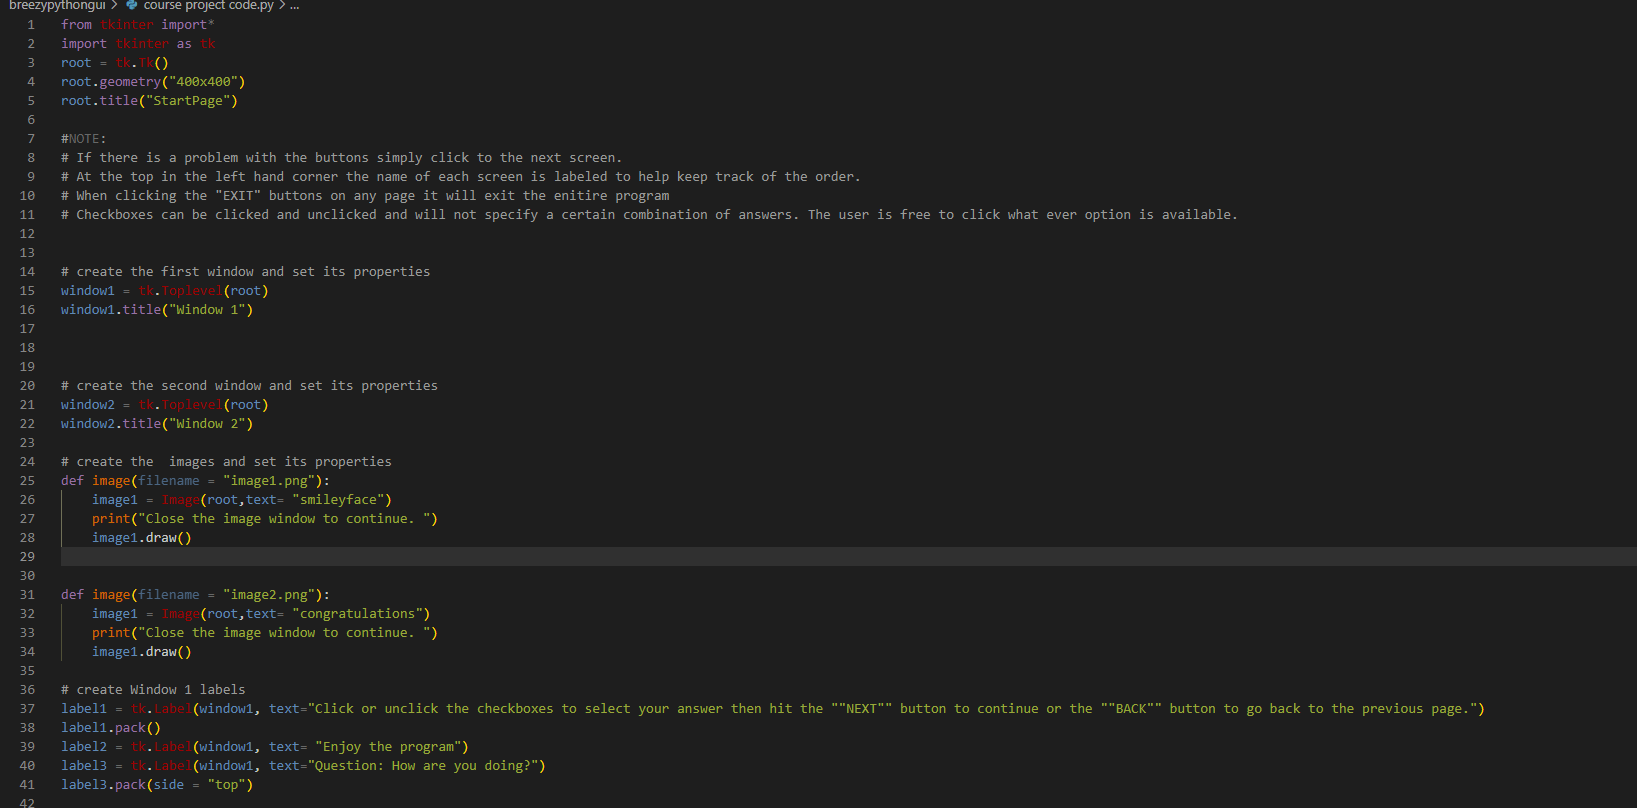 breezypythongui > course project code.py > ...
1 from tkinter import*
2 import tkinter as tk
3 root = tk.Tk()
4 root.geometry("400x400")
5 root.title("StartPage")
6
7 #NOTE:
8 # If there is a problem with the buttons simply click to the next screen.
9 # At the top in the left hand corner the name of each screen is labeled to help keep track of the order.
10 # When clicking the "EXIT" buttons on any page it will exit the enitire program
11 # Checkboxes can be clicked and unclicked and will not specify a certain combination of answers. The user is free to click what ever option is available.
12
13
14 # create the first window and set its properties
15 window1 = tk.Toplevel(root)
16 window1.title("Window 1")
17
18
19
20 # create the second window and set its properties
21 window2 = tk.Toplevel(root)
22 window2.title("Window 2")
23
24 # create the  images and set its properties
25 def image(filename = "image1.png"):
26     image1 = Image(root,text= "smileyface")
27     print("Close the image window to continue. ")
28     image1.draw()
29
30
31 def image(filename = "image2.png"):
32     image1 = Image(root,text= "congratulations")
33     print("Close the image window to continue. ")
34     image1.draw()
35
36 # create Window 1 labels
37 label1 = tk.Label(window1, text="Click or unclick the checkboxes to select your answer then hit the ""NEXT"" button to continue or the ""BACK"" button to go back to the previous page.")
38 label1.pack()
39 label2 = tk.Label(window1, text= "Enjoy the program")
40 label3 = tk.Label(window1, text="Question: How are you doing?")
41 label3.pack(side = "top")
42